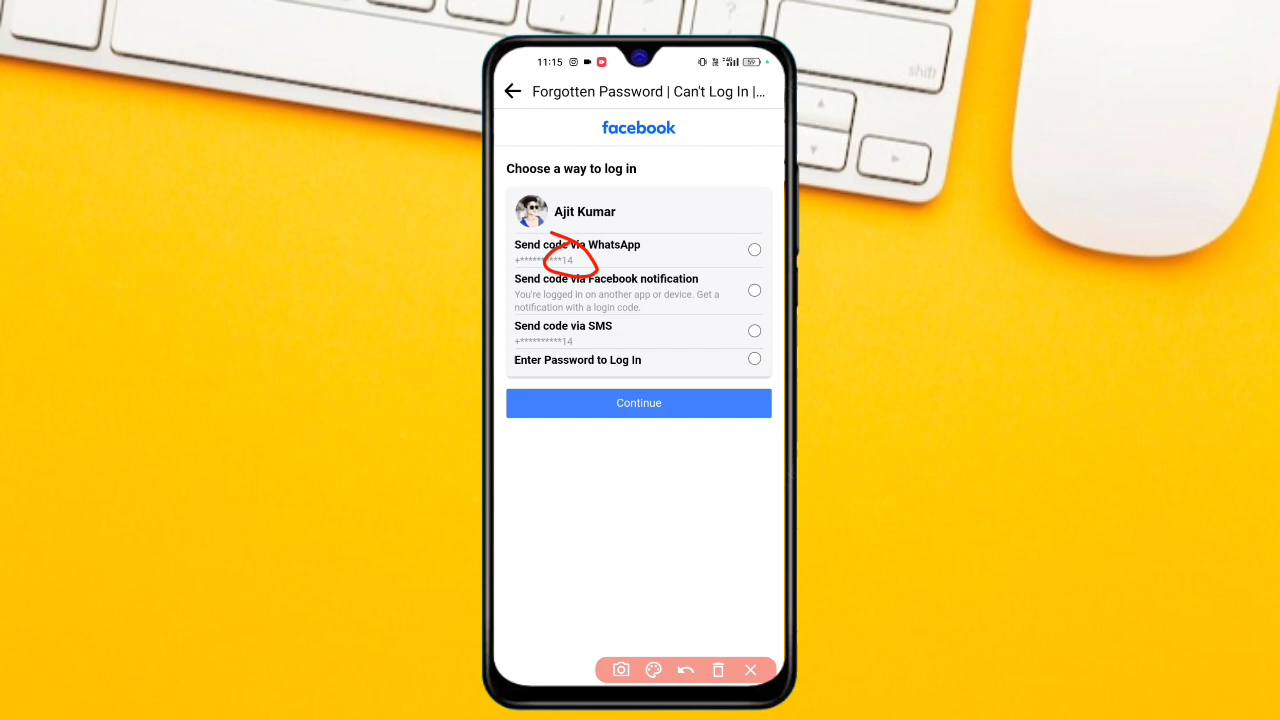 shift
?
11:15
59
Forgotten Password | Can't Log In |...
facebook
Choose a way to log in
Ajit Kumar
Send code via WhatsApp
+**********14
Send code via Facebook notification
You're logged in on another app or device. Get a
notification with a login code.
Send code via SMS
+**********14
Enter Password to Log In
Continue